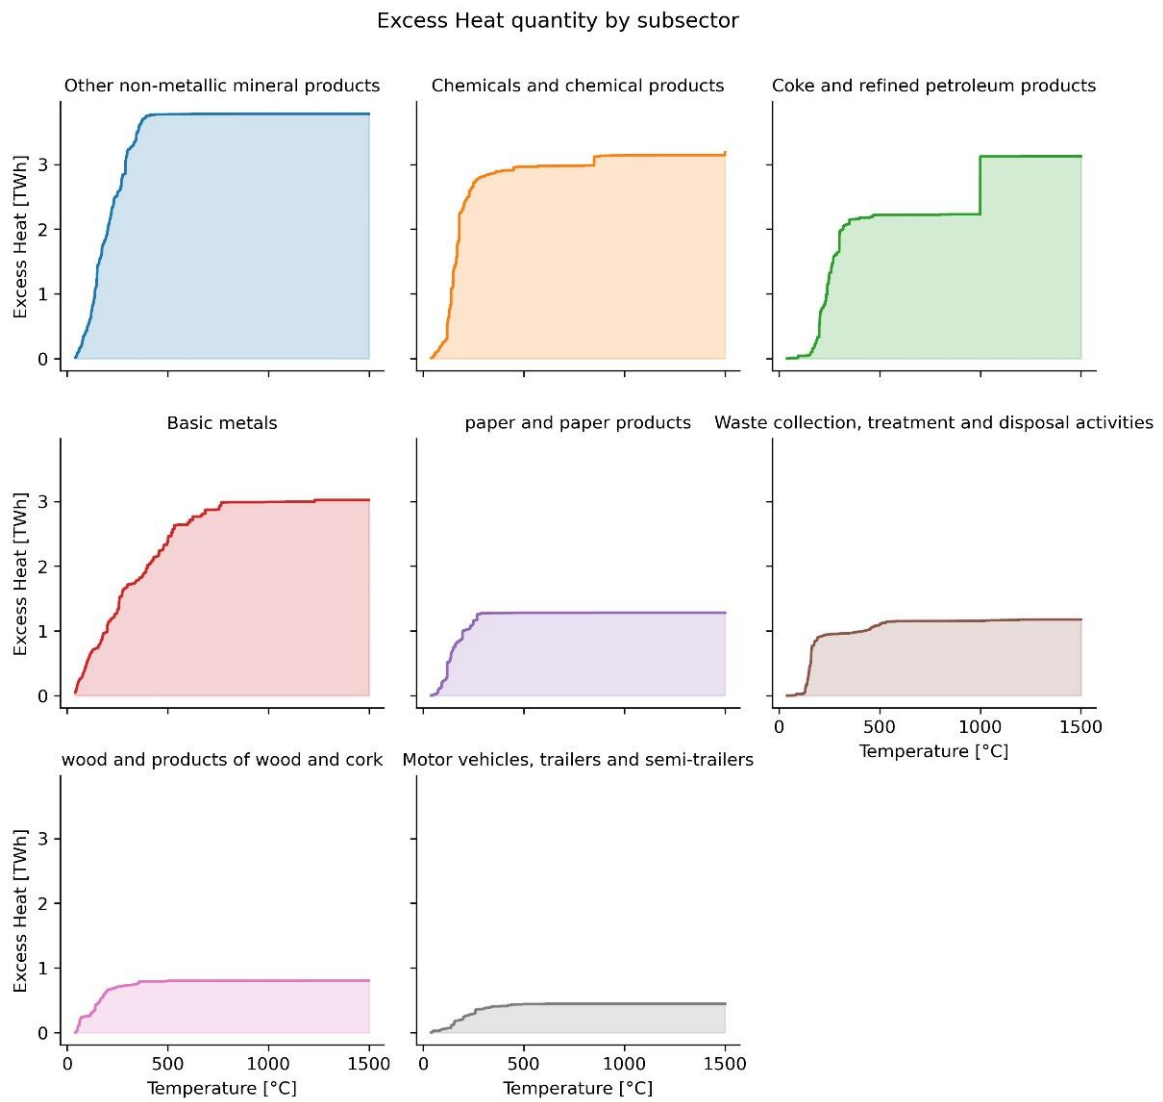 Excess Heat quantity by subsector
Other non-metallic mineral products
Chemicals and chemical products
Coke and refined petroleum products
Excess Heat [TWh]
3
2
1
0
Basic metals
paper and paper products
Waste collection, treatment and disposal activities
Excess Heat [TWh]
3
2
1
0
0 500 1000 1500
Temperature [°C]
wood and products of wood and cork
Motor vehicles, trailers and semi-trailers
Excess Heat [TWh]
3
2
1
0
0 500 1000 1500
0 500 1000 1500
Temperature [°C]
Temperature [°C]